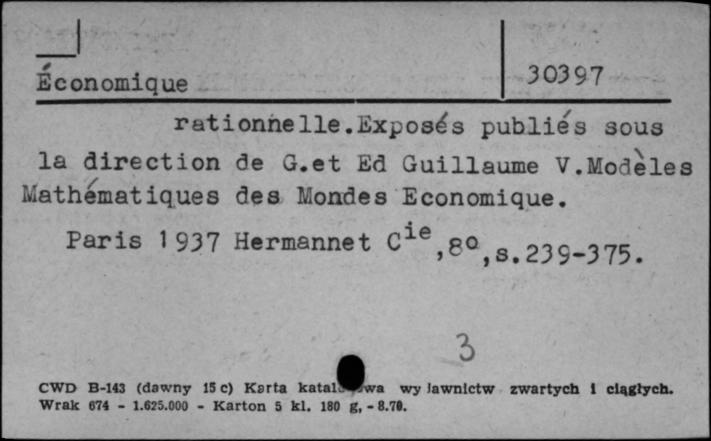 Économique
30397
rationnelle.Exposés publiés sous
la direction de G.et Ed Guillaume V.Modèles
Mathématiques des Mondes Economique.
Paris 1937 Hermannet Cie,8o,s.239-375.
3
CWD B-143 (dawny 15 c) Karta wydawnictw zwartych i ciągłych.
Wrak 674 - 1.625.000 - Karton 5 kl. 180 g, - 8.70.